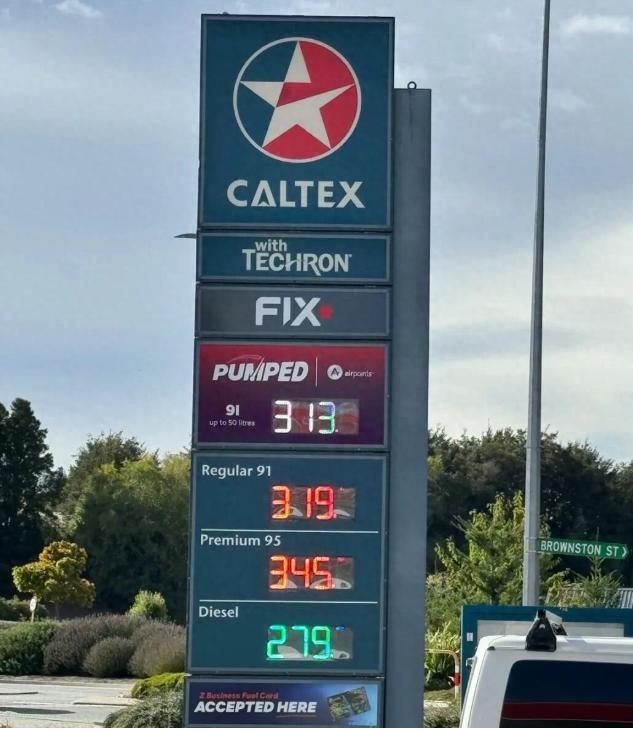 CALTEX
with
TECHRON
FIX
PUMPED
airpoints
91
up to 50 litres
313
Regular 91
319
Premium 95
345
Diesel
279
BROWNSTON ST
Z Business Fuel Card
ACCEPTED HERE